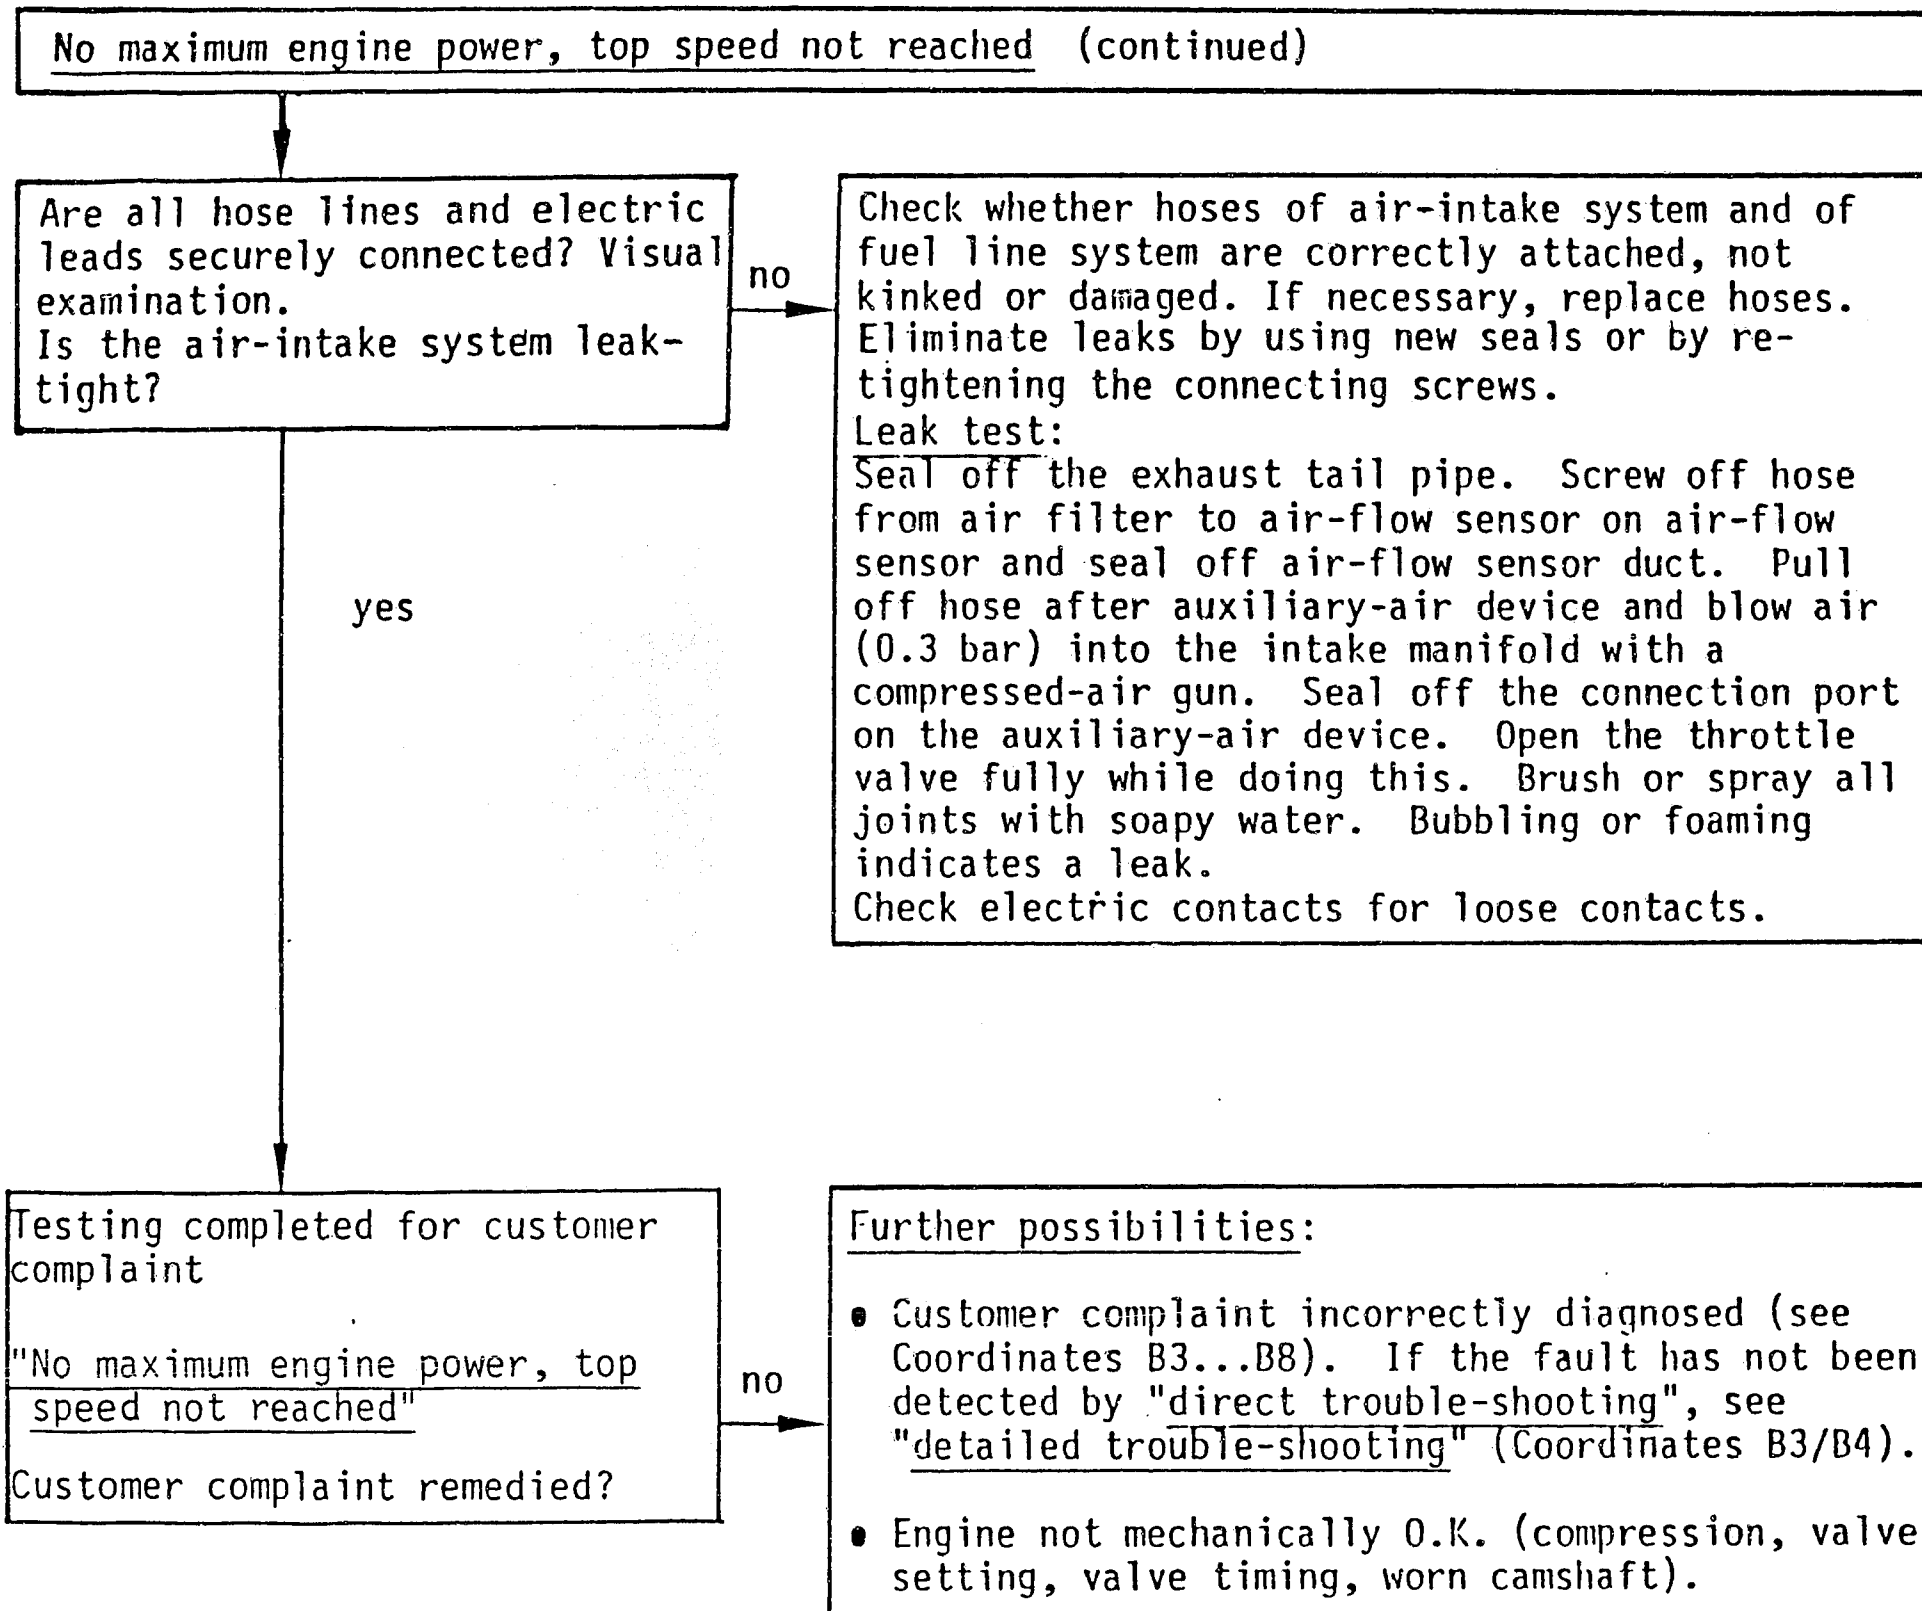 No maximum engine power, top speed not reached (continued)
Are all hose lines and electric
leads securely connected? Visual
examination.
Is the air-intake system leak-
tight?
no
Check whether hoses of air-intake system and of
fuel line system are correctly attached, not
kinked or damaged. If necessary, replace hoses.
Eliminate leaks by using new seals or by re-
tightening the connecting screws.
Leak test:
Seal off the exhaust tail pipe. Screw off hose
from air filter to air-flow sensor on air-flow
sensor and seal off air-flow sensor duct. Pull
off hose after auxiliary-air device and blow air
(0.3 bar) into the intake manifold with a
compressed-air gun. Seal off the connection port
on the auxiliary-air device. Open the throttle
valve fully while doing this. Brush or spray all
joints with soapy water. Bubbling or foaming
indicates a leak.
Check electric contacts for loose contacts.
yes
Testing completed for customer
complaint
"No maximum engine power, top
speed not reached"
Customer complaint remedied?
no
Further possibilities:
• Customer complaint incorrectly diagnosed (see
Coordinates B3...B8). If the fault has not been
detected by "direct trouble-shooting", see
"detailed trouble-shooting" (Coordinates B3/B4).
• Engine not mechanically O.K. (compression, valve
setting, valve timing, worn camshaft).